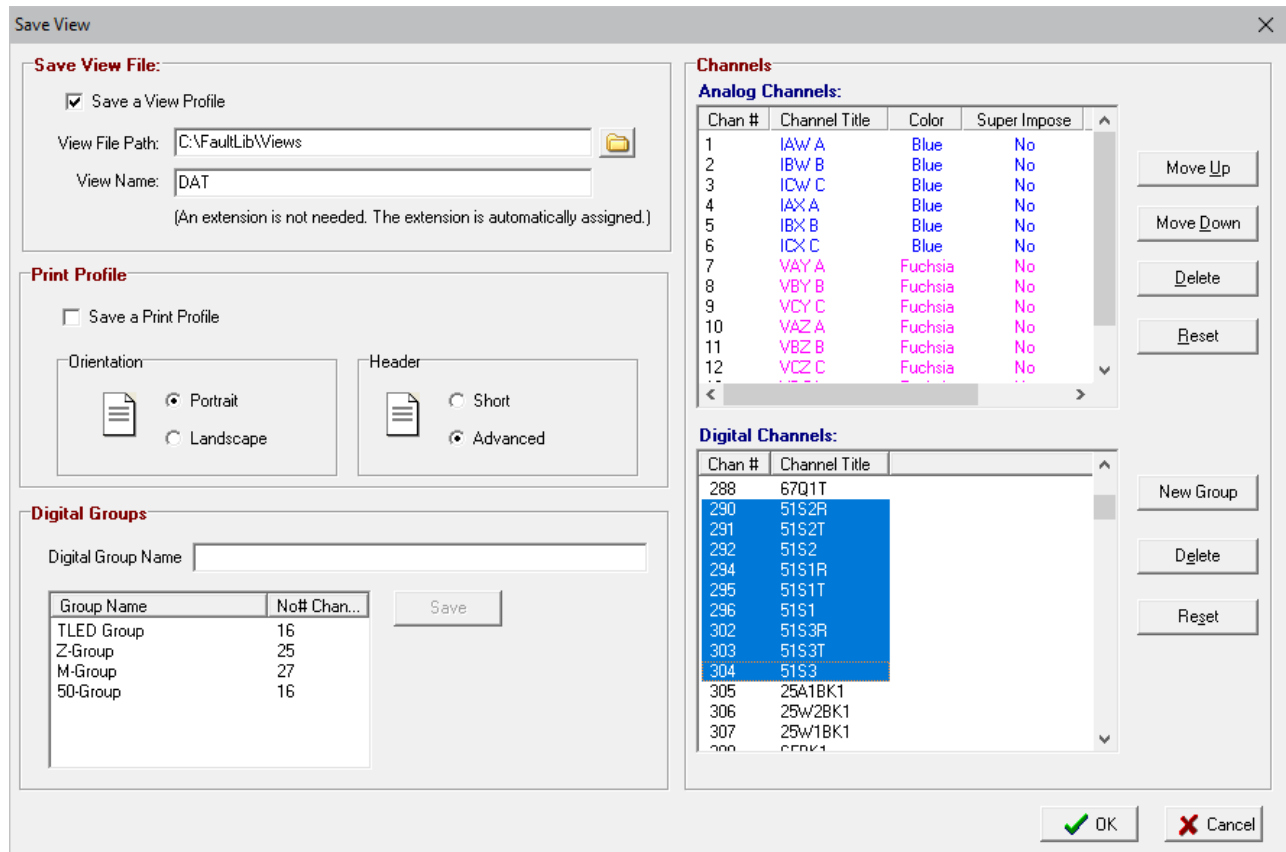 Save View
Save View File:
Save a View Profile
View File Path: C:\FaultLib\Views
View Name: DAT
(An extension is not needed. The extension is automatically assigned.)
Print Profile
Save a Print Profile
Orientation
Portrait
Landscape
Header
Short
Advanced
Digital Groups
Digital Group Name
Group Name No# Chan...
TLED Group 16
Z-Group 25
M-Group 27
50-Group 16
Save
Channels
Analog Channels:
Chan # Channel Title Color Super Impose
1 IAW A Blue No
2 IBW B Blue No
3 ICW C Blue No
4 IAX A Blue No
5 IBX B Blue No
6 ICX C Blue No
7 VAY A Fuchsia No
8 VBY B Fuchsia No
9 VCY C Fuchsia No
10 VAZ A Fuchsia No
11 VBZ B Fuchsia No
12 VCZ C Fuchsia No
Move Up
Move Down
Delete
Reset
Digital Channels:
Chan # Channel Title
288 67Q1T
290 51S2R
291 51S2T
292 51S2
294 51S1R
295 51S1T
296 51S1
302 51S3R
303 51S3T
304 51S3
305 25A1BK1
306 25W2BK1
307 25W1BK1
New Group
Delete
Reset
OK
Cancel